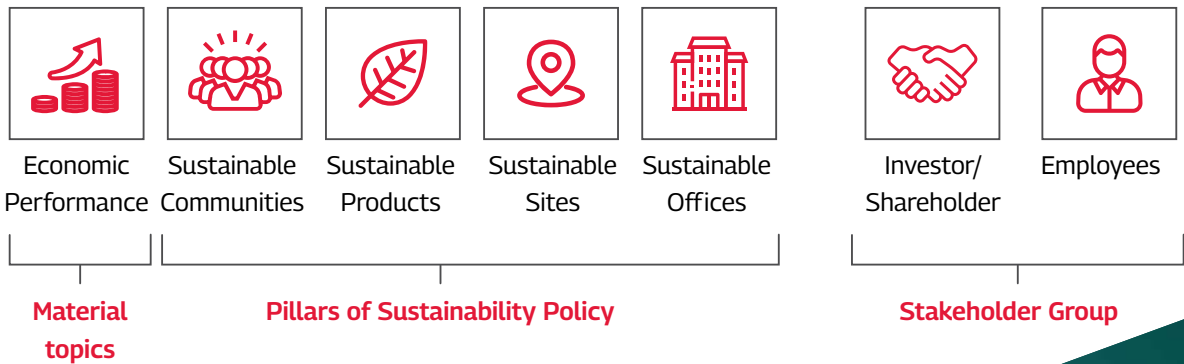 Economic
Performance
Sustainable
Communities
Sustainable
Products
Sustainable
Sites
Sustainable
Offices
Investor/
Shareholder
Employees
Material
topics
Pillars of Sustainability Policy
Stakeholder Group